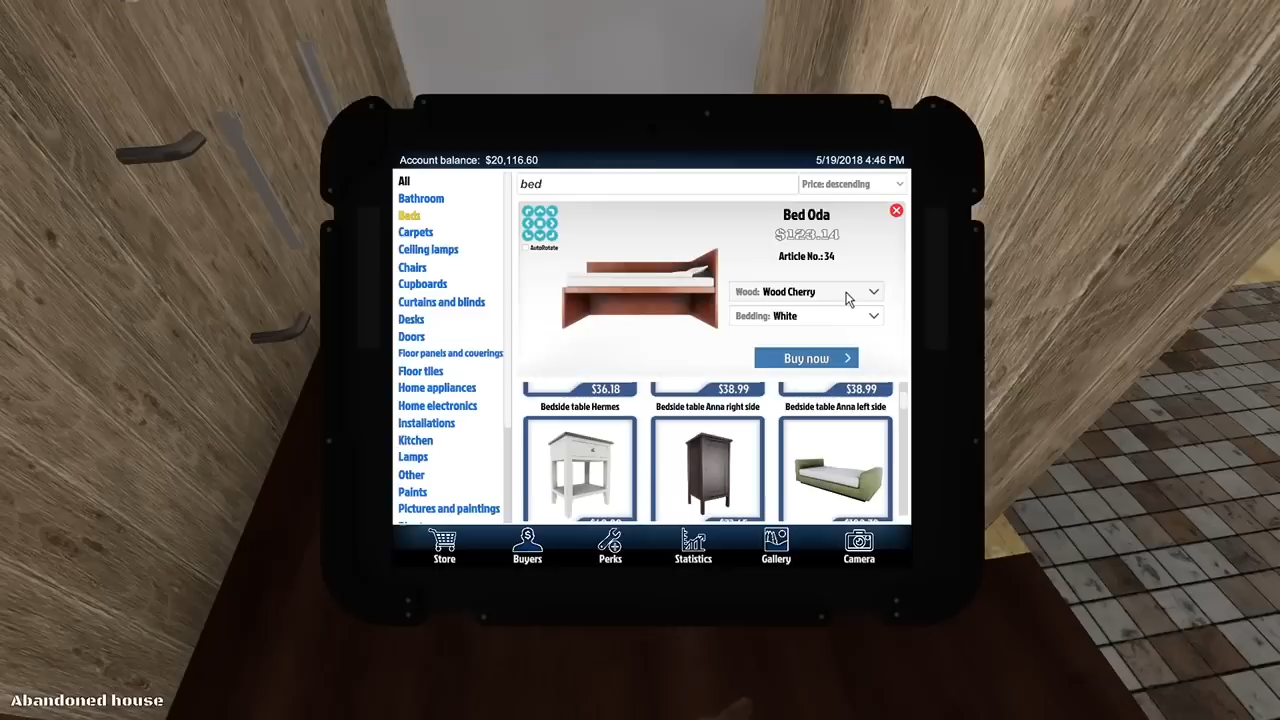 Account balance: $20,116.60
5/19/2018 4:46 PM
All
Bathroom
Beds
Carpets
Ceiling lamps
Chairs
Cupboards
Curtains and blinds
Desks
Doors
Floor panels and coverings
Floor tiles
Home appliances
Home electronics
Installations
Kitchen
Lamps
Other
Paints
Pictures and paintings
bed
Price: descending
AutoRotate
Bed Oda
$123.14
Article No.: 34
Wood: Wood Cherry
Bedding: White
Buy now
$36.18
$38.99
$38.99
Bedside table Hermes
Bedside table Anna right side
Bedside table Anna left side
Store
Buyers
Perks
Statistics
Gallery
Camera
Abandoned house